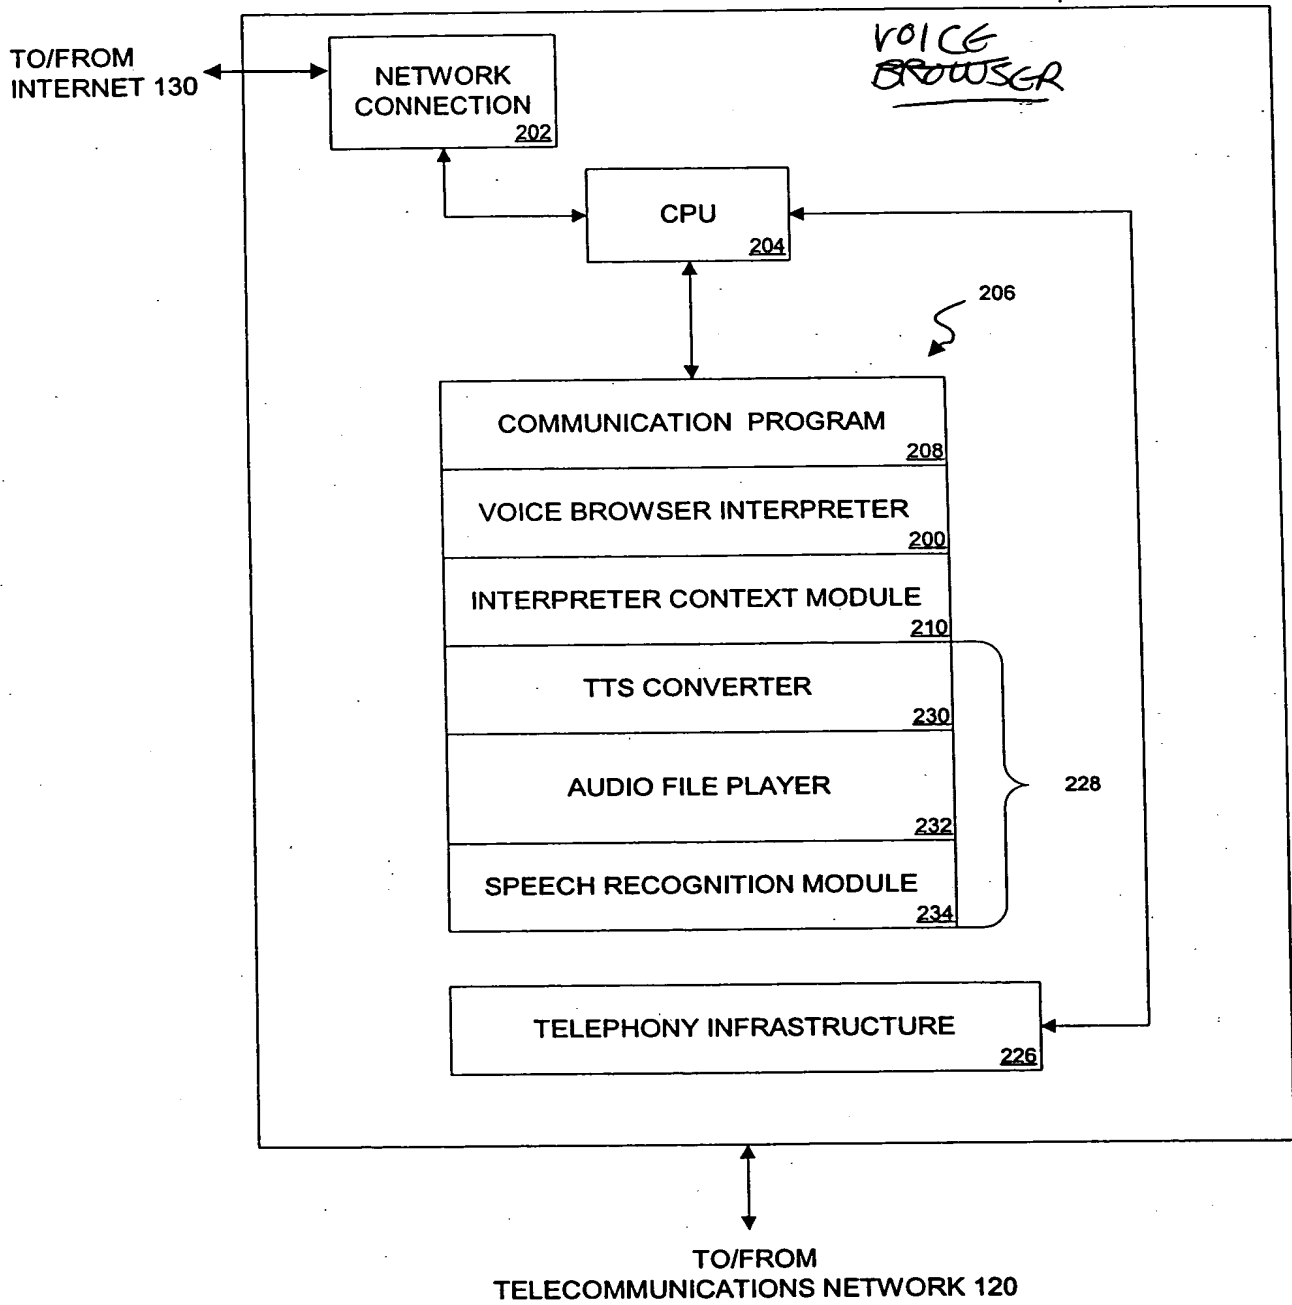 VOICE
BROWSER
TO/FROM
INTERNET 130
NETWORK
CONNECTION
202
CPU
204
206
COMMUNICATION PROGRAM
208
VOICE BROWSER INTERPRETER
200
INTERPRETER CONTEXT MODULE
210
TTS CONVERTER
230
AUDIO FILE PLAYER
232
228
SPEECH RECOGNITION MODULE
234
TELEPHONY INFRASTRUCTURE
226
TO/FROM
TELECOMMUNICATIONS NETWORK 120